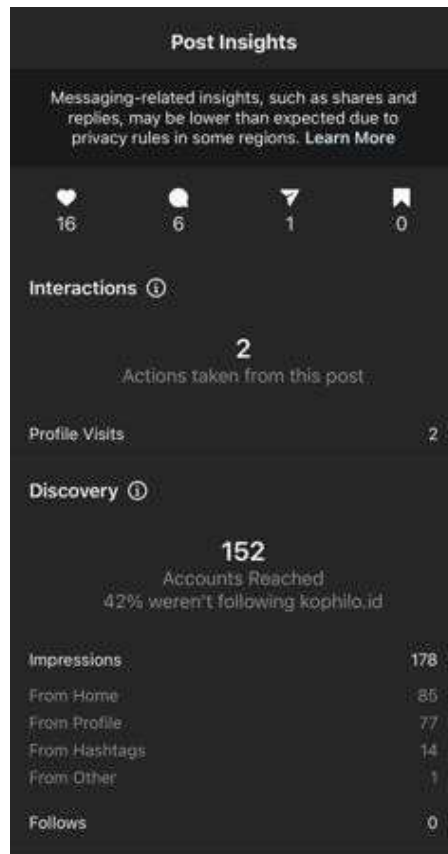 Post Insights
Messaging-related insights, such as shares and
replies, may be lower than expected due to
privacy rules in some regions. Learn More
16 6 1 0
Interactions
2
Actions taken from this post
Profile Visits 2
Discovery
152
Accounts Reached
42% weren't following kophilo.id
Impressions 178
From Home 85
From Profile 77
From Hashtags 14
From Other 1
Follows 0